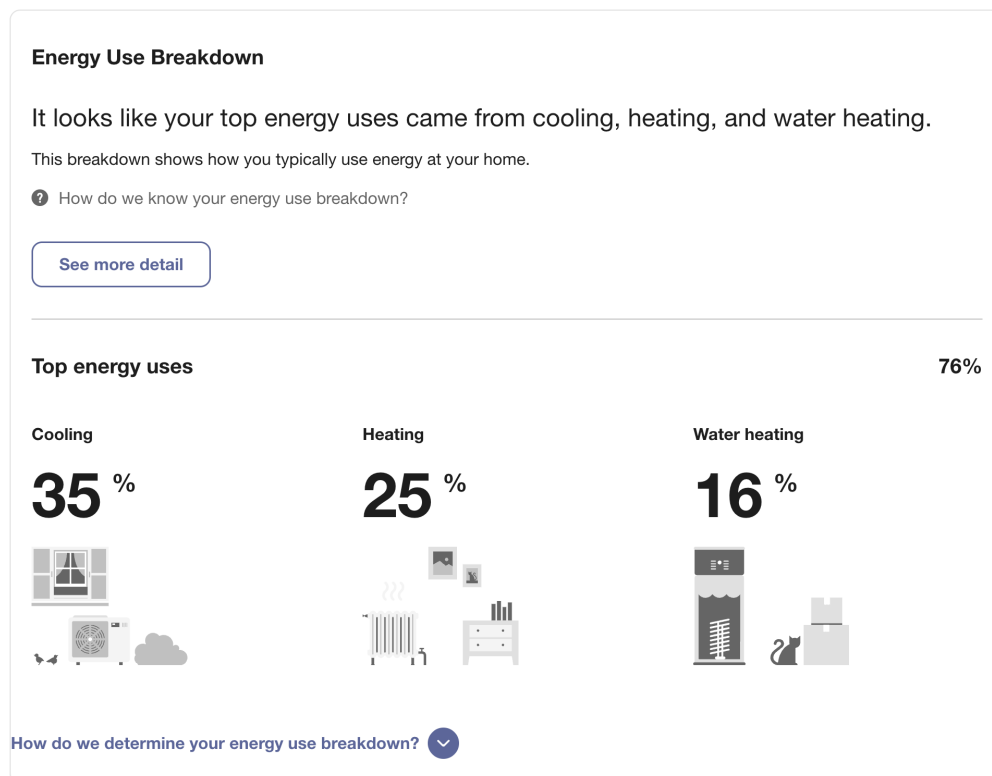 Energy Use Breakdown
It looks like your top energy uses came from cooling, heating, and water heating.
This breakdown shows how you typically use energy at your home.
? How do we know your energy use breakdown?
See more detail
Top energy uses 76%
Cooling Heating Water heating
35 % 25 % 16 %
How do we determine your energy use breakdown?